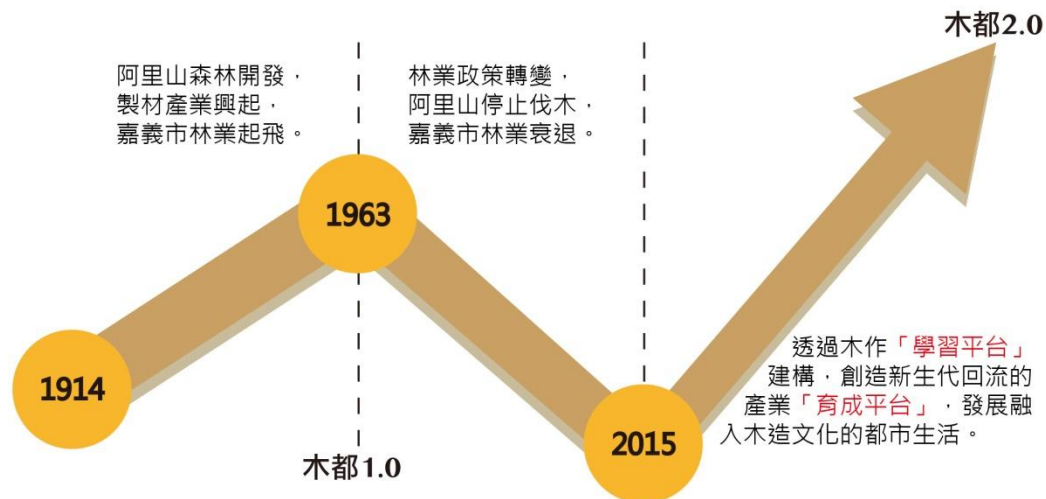 木都2.0
阿里山森林開發，
製材產業興起，
嘉義市林業起飛。
林業政策轉變，
阿里山停止伐木，
嘉義市林業衰退。
1963
1914
透過木作「學習平台」
建構，創造新生代回流的
產業「育成平台」，發展融
入木造文化的都市生活。
2015
木都1.0